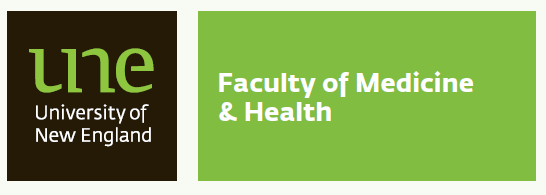 une
University of
New England
Faculty of Medicine
& Health